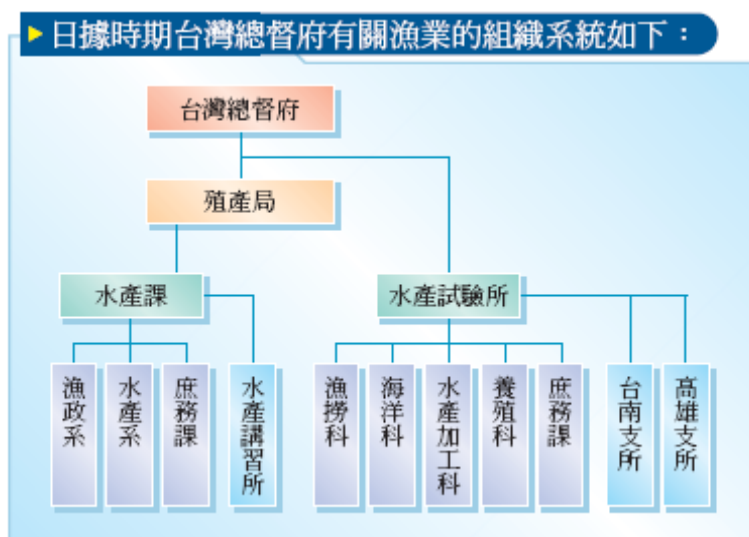 日據時期台灣總督府有關漁業的組織系統如下：
台灣總督府
殖產局
水產課
水產試驗所
漁政系
水產系
庶務課
水產講習所
漁撈科
海洋科
水產加工科
養殖科
庶務課
台南支所
高雄支所